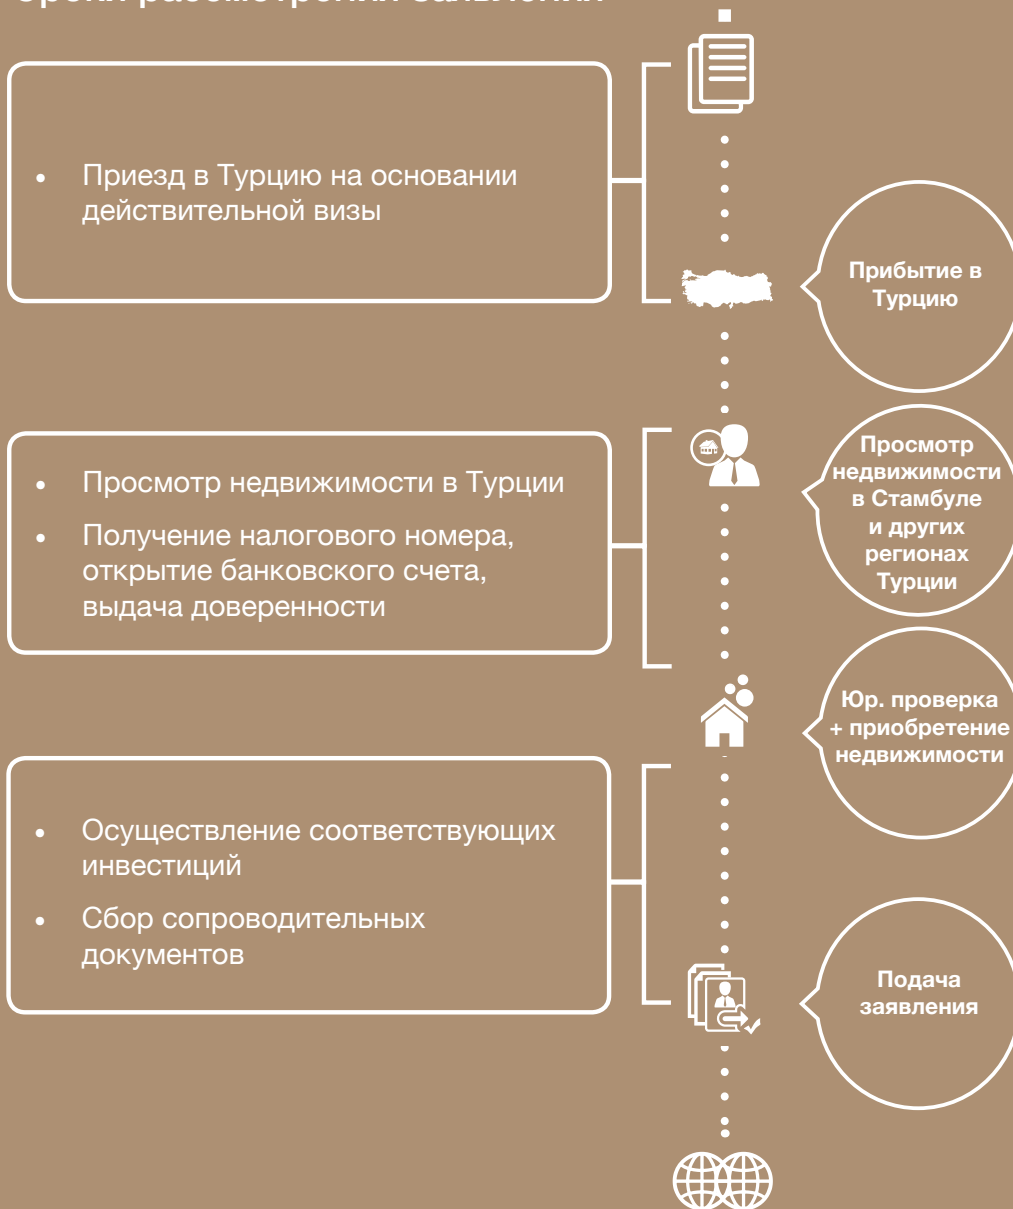 • Приезд в Турцию на основании
действительной визы
Прибытие в
Турцию
• Просмотр недвижимости в Турции
• Получение налогового номера,
открытие банковского счета,
выдача доверенности
Просмотр
недвижимости
в Стамбуле
и других
регионах
Турции
Юр. проверка
+ приобретение
недвижимости
• Осуществление соответствующих
инвестиций
• Сбор сопроводительных
документов
Подача
заявления